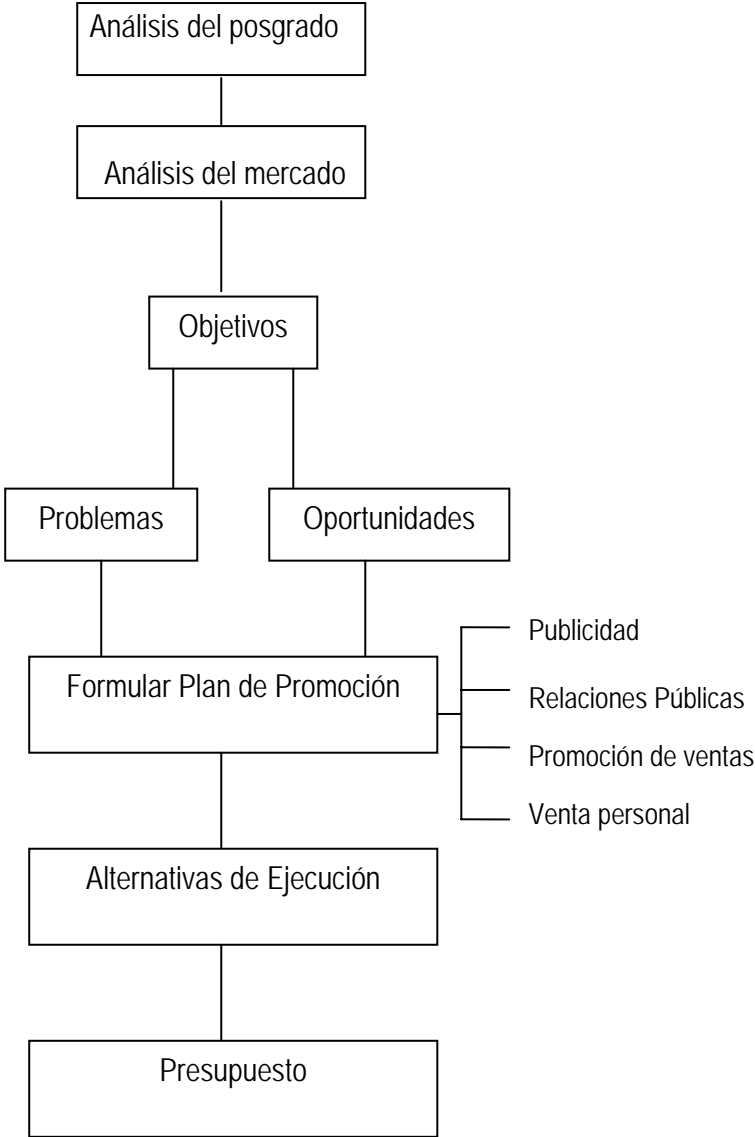 Análisis del posgrado
Análisis del mercado
Objetivos
Problemas
Oportunidades
Formular Plan de Promoción
Publicidad
Relaciones Públicas
Promoción de ventas
Venta personal
Alternativas de Ejecución
Presupuesto